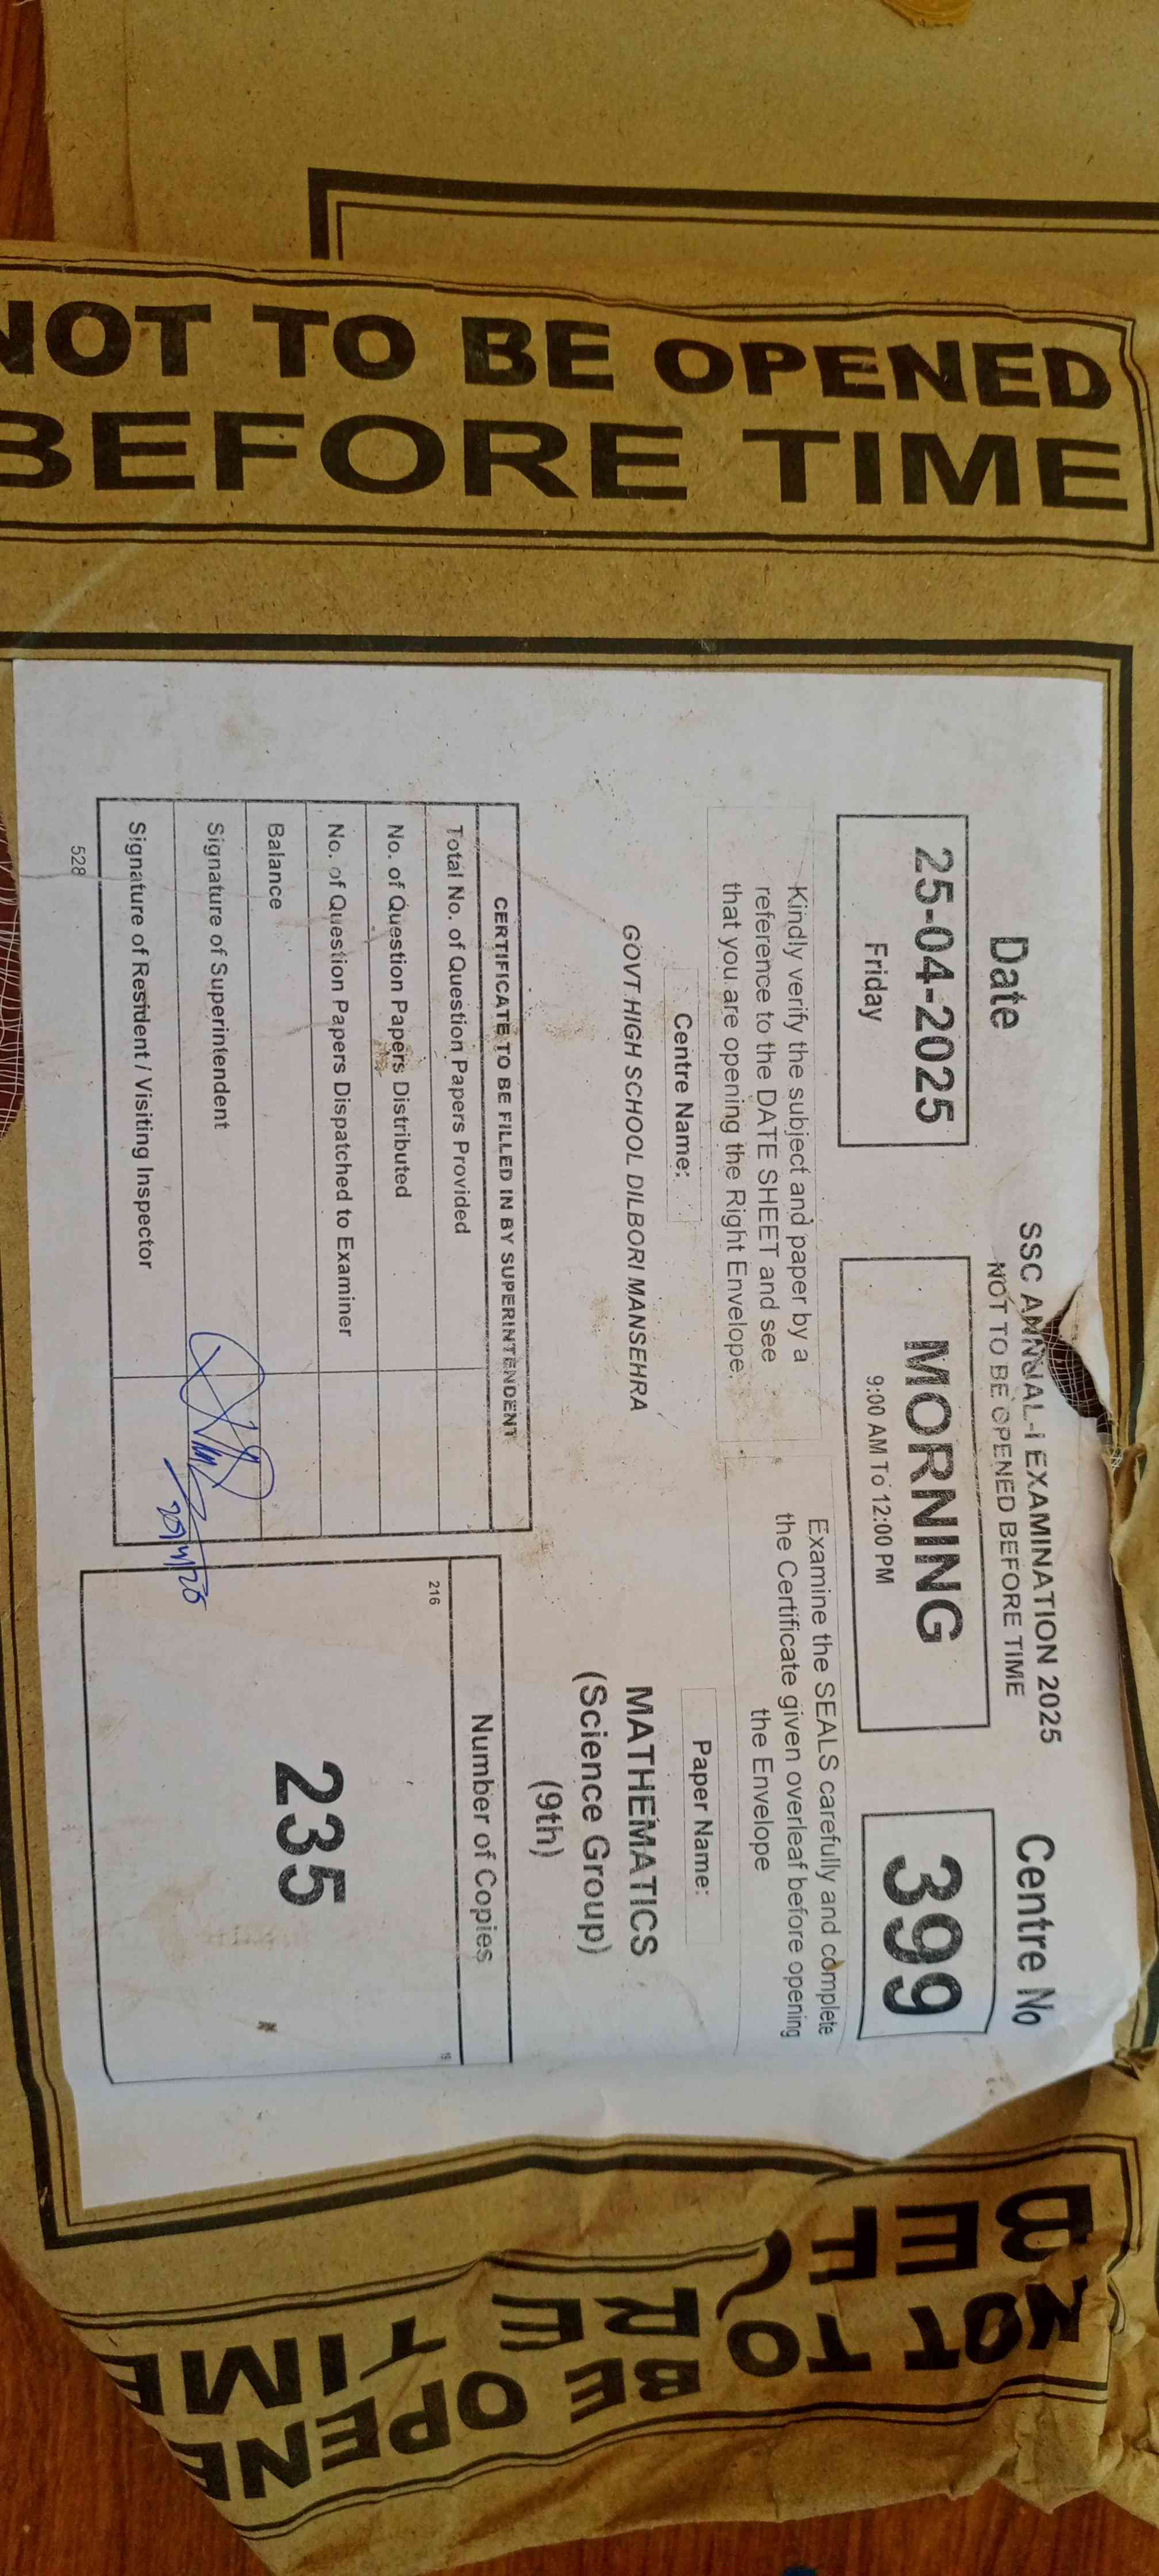 NOT TO BE OPENED
BEFORE TIME
SSC ANNUAL-I EXAMINATION 2025
NOT TO BE OPENED BEFORE TIME
Date
25-04-2025
Friday
MORNING
9:00 AM To 12:00 PM
Centre No
399
Kindly verify the subject and paper by a
reference to the DATE SHEET and see
that you are opening the Right Envelope.
Examine the SEALS carefully and complete
the Certificate given overleaf before opening
the Envelope
Centre Name:
GOVT HIGH SCHOOL DILBORI MANSEHRA
Paper Name:
MATHEMATICS
(Science Group)
(9th)
CERTIFICATE TO BE FILLED IN BY SUPERINTENDENT
Total No. of Question Papers Provided
No. of Question Papers Distributed
No. of Question Papers Dispatched to Examiner
Balance
Signature of Superintendent
Signature of Resident / Visiting Inspector
528
Number of Copies
216
19
235
NOT TO BE OPENE
BEFORE TIME